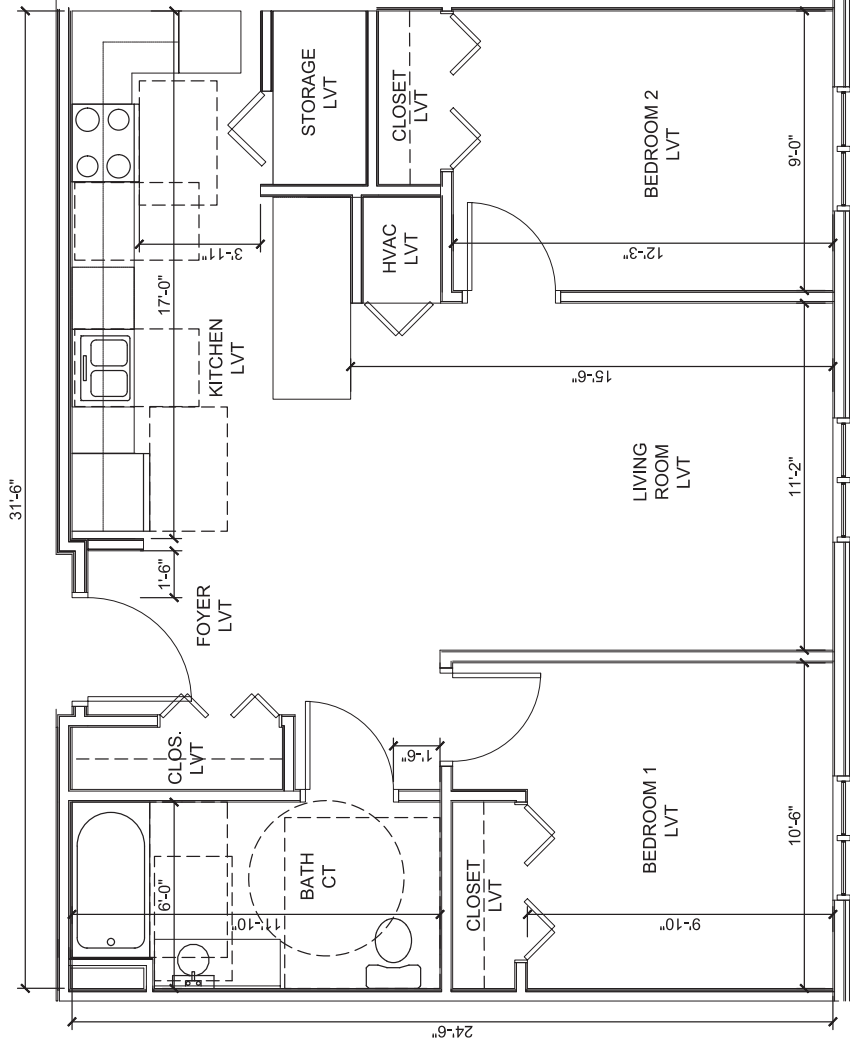 31'-6"
STORAGE
LVT
CLOSET
LVT
BEDROOM 2
LVT
9'-0"
3'-11"
HVAC
LVT
12'-3"
17'-0"
KITCHEN
LVT
15'-6"
LIVING
ROOM
LVT
11'-2"
1'-6"
FOYER
LVT
CLOS.
LVT
1'-6"
BEDROOM 1
LVT
10'-6"
BATH
CT
6'-0"
11'-10"
CLOSET
LVT
9'-10"
24'-6"